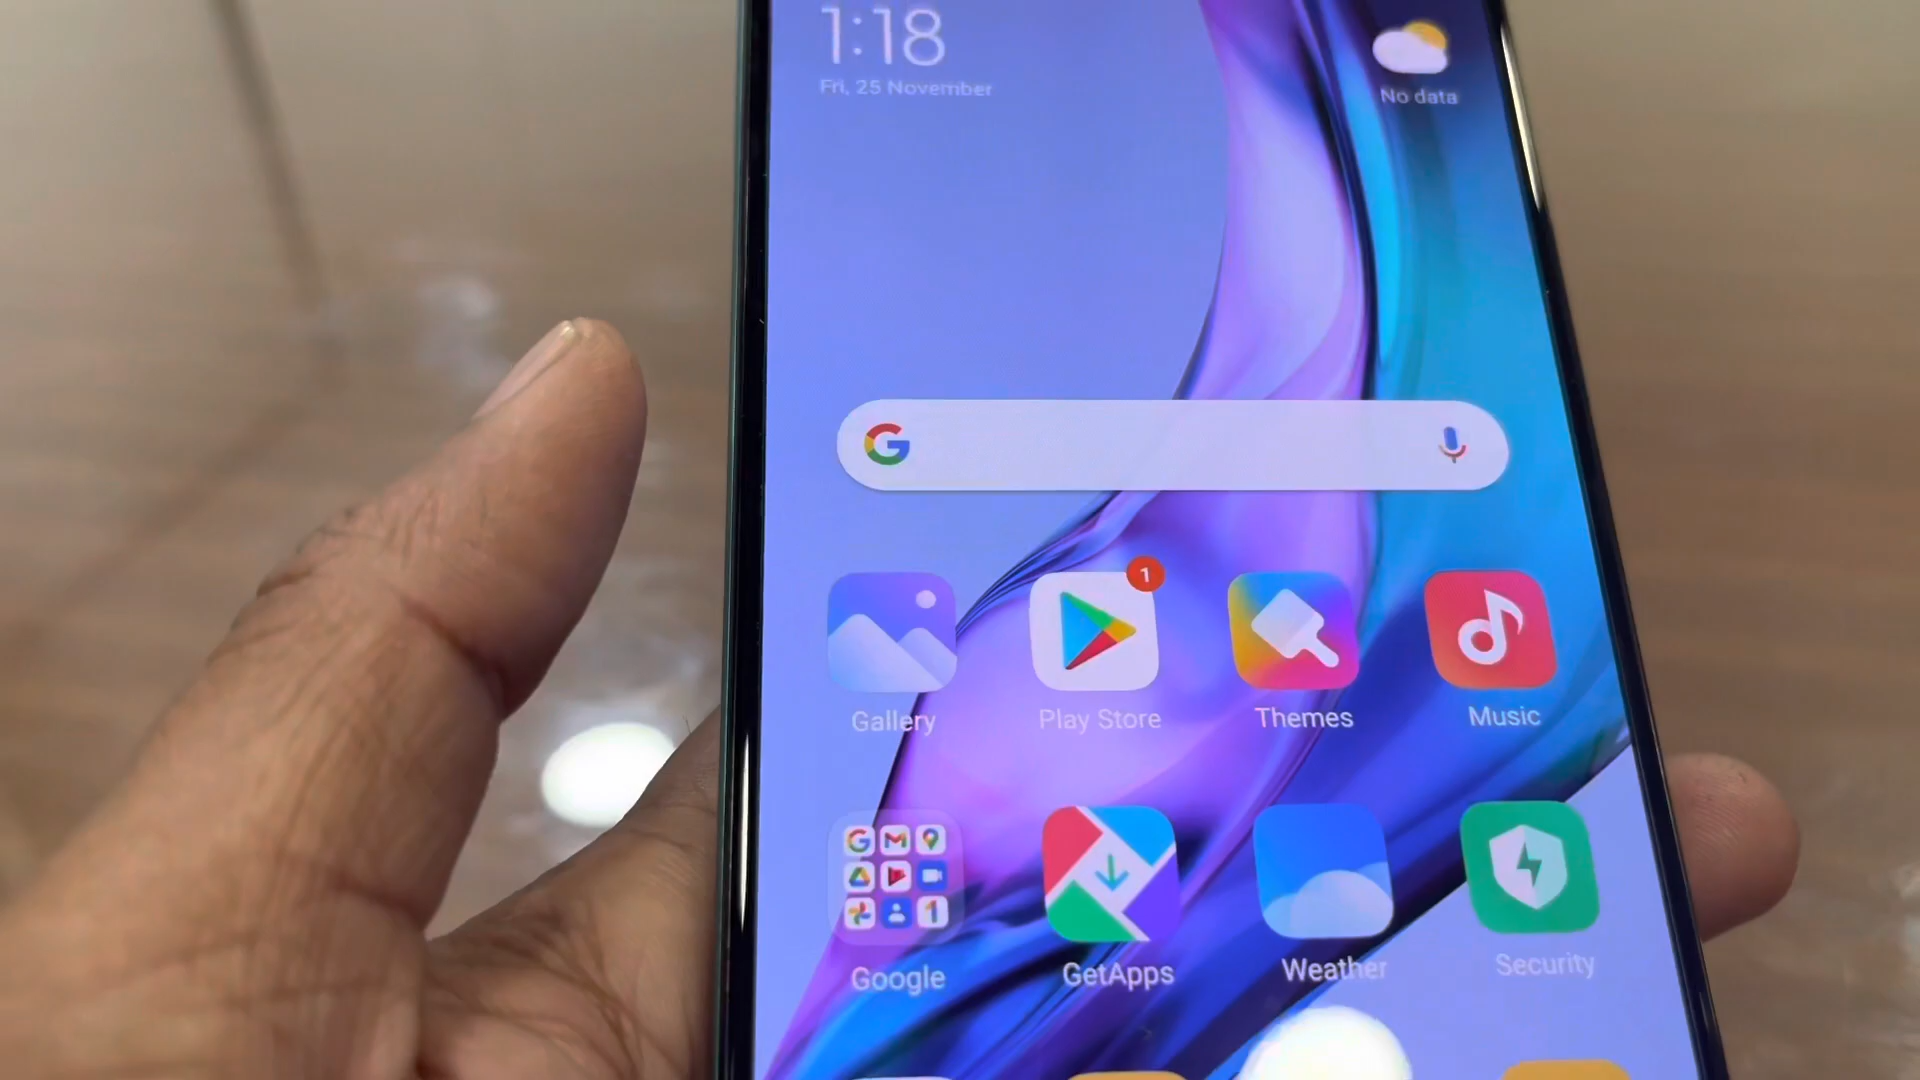 1:18
Fri, 25 November
No data
1
Gallery
Play Store
Themes
Music
Google
GetApps
Weather
Security